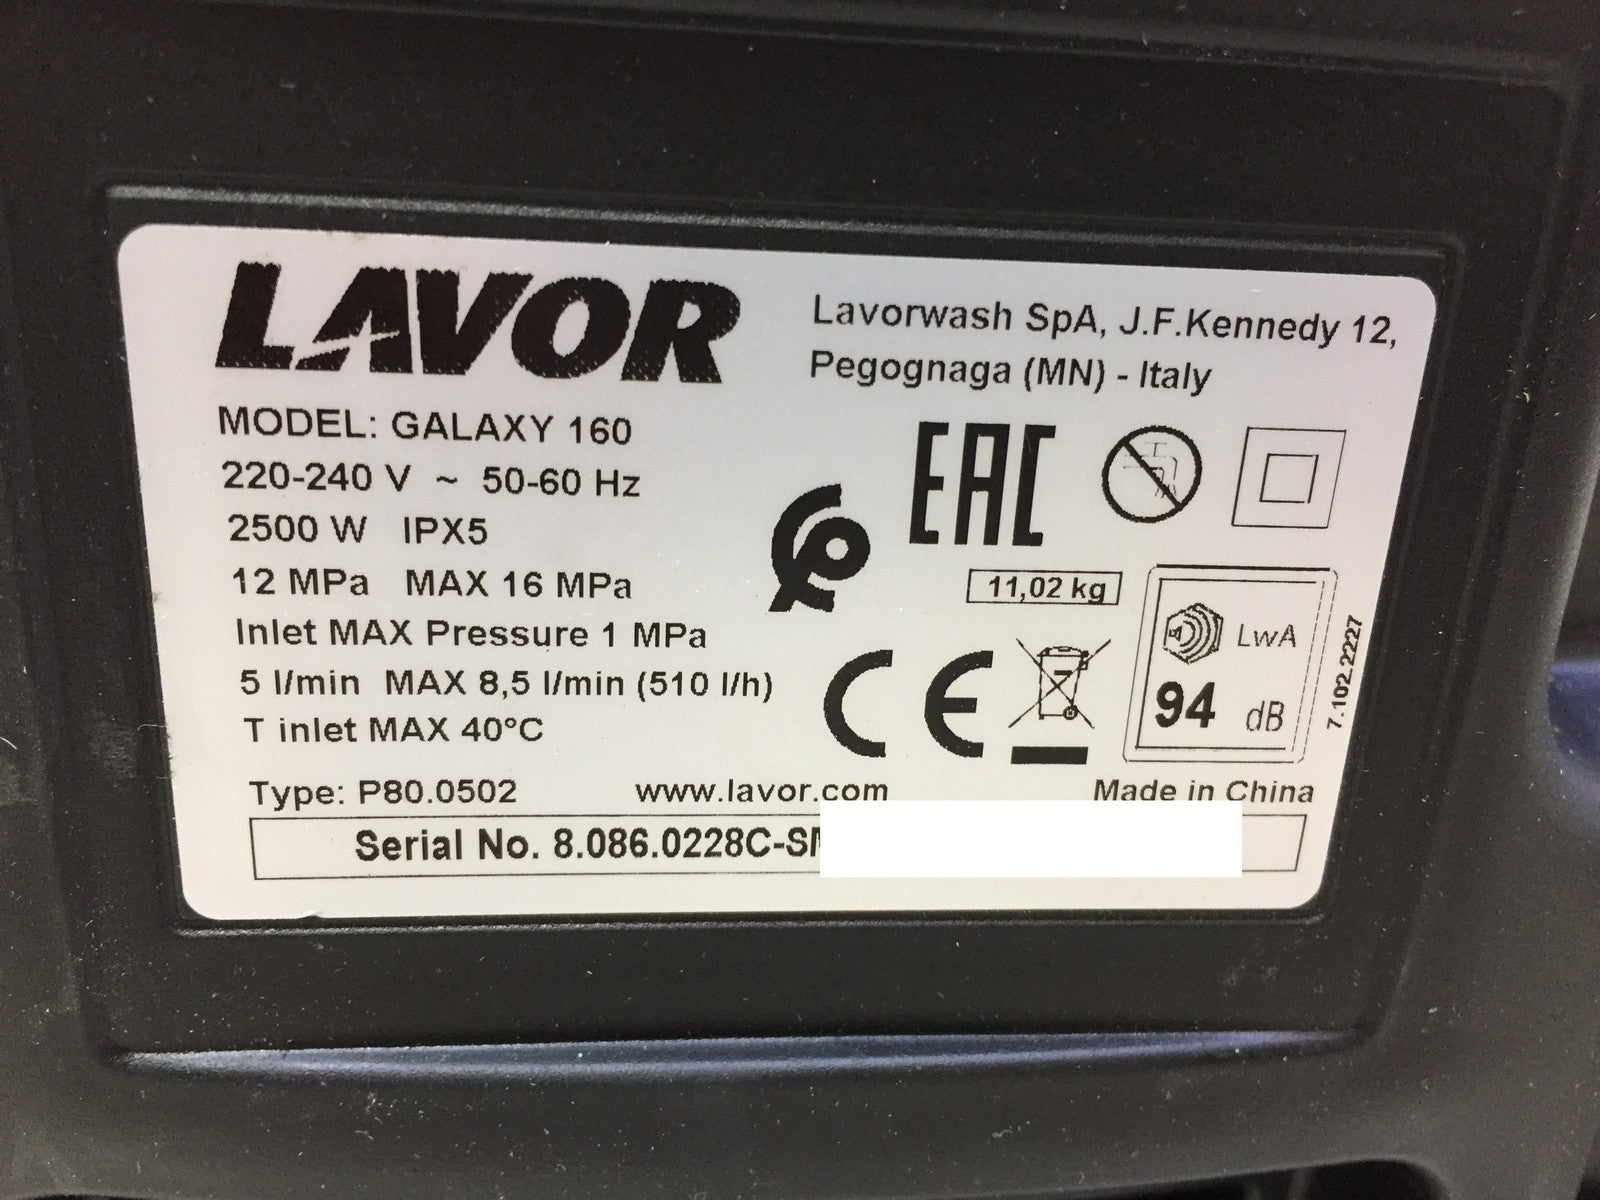 LAVOR
Lavorwash SpA, J.F.Kennedy 12,
Pegognaga (MN) - Italy
MODEL: GALAXY 160
220-240 V ~ 50-60 Hz
2500 W IPX5
12 MPa MAX 16 MPa
Inlet MAX Pressure 1 MPa
5 l/min MAX 8,5 l/min (510 l/h)
T inlet MAX 40°C
EAC
11,02 kg
CE
LwA
94 dB
7.102.2227
Type: P80.0502 www.lavor.com Made in China
Serial No. 8.086.0228C-S